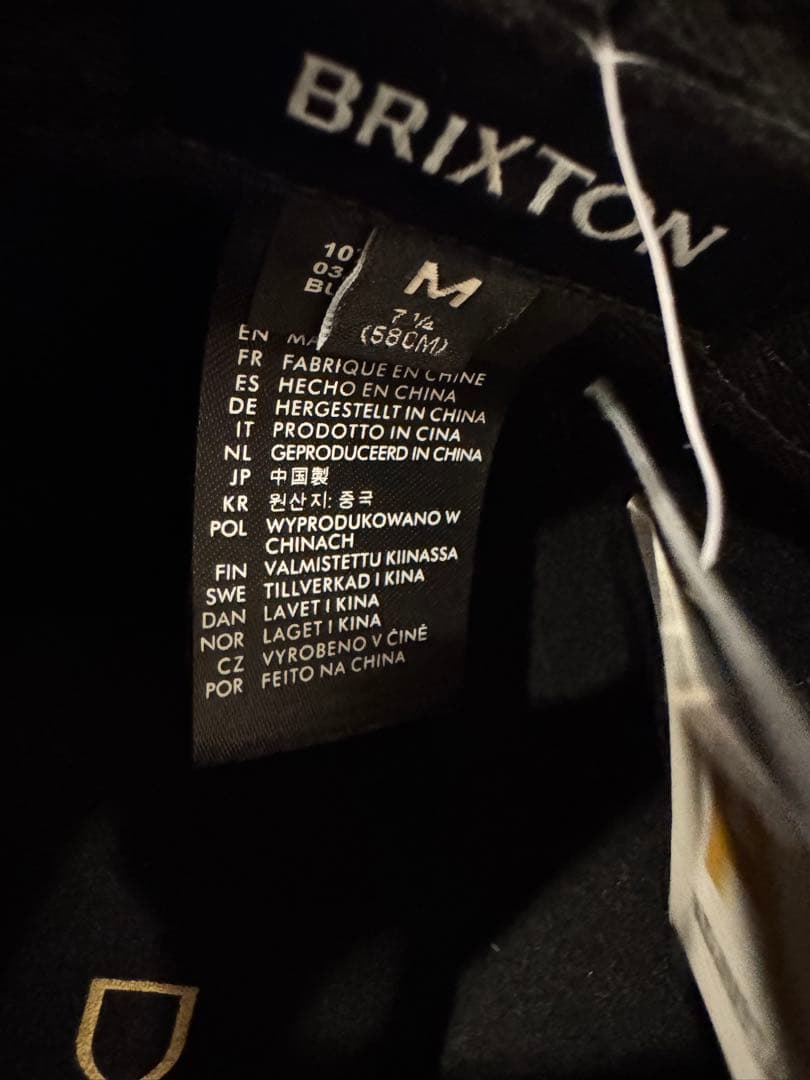 BRIXTON
M
7 1/4
(58CM)
EN
FR FABRIQUE EN CHINE
ES HECHO EN CHINA
DE HERGESTELLT IN CHINA
IT PRODOTTO IN CINA
NL GEPRODUCEERD IN CHINA
JP 中国製
KR 원산지: 중국
POL WYPRODUKOWANO W
CHINACH
FIN VALMISTETTU KIINASSA
SWE TILLVERKAD I KINA
DAN LAVET I KINA
NOR LAGET I KINA
CZ VYROBENO V ČINĚ
POR FEITO NA CHINA